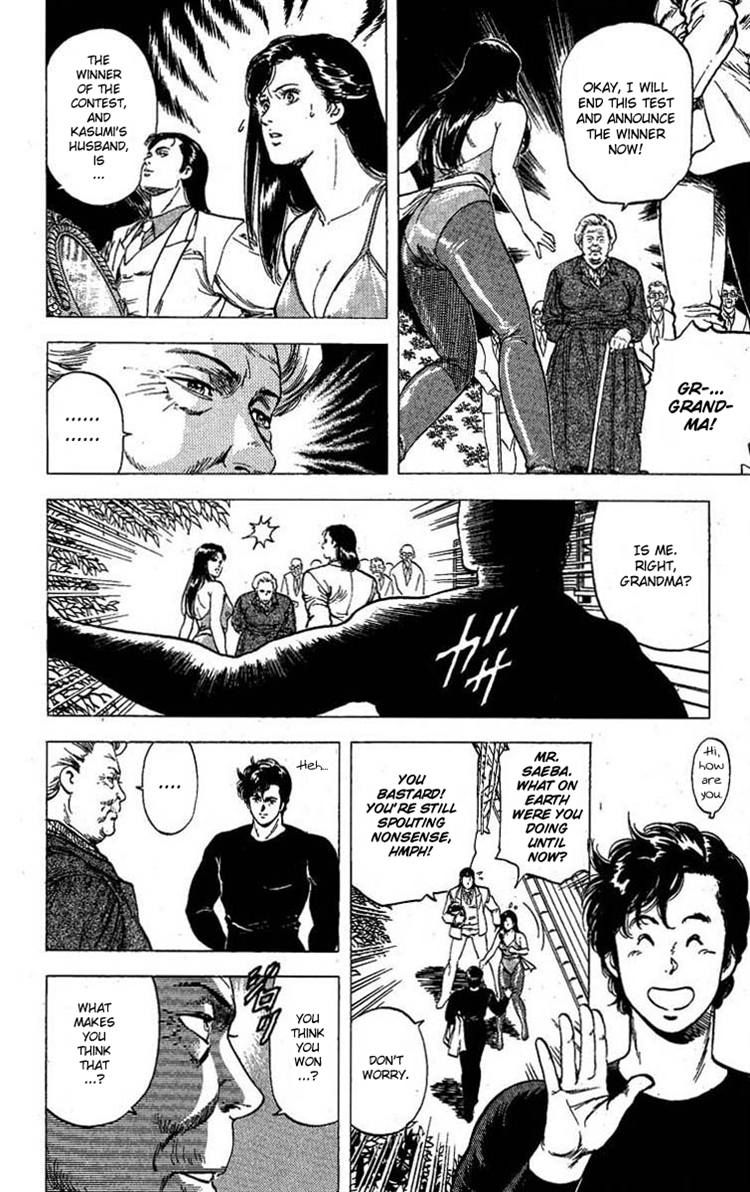 OKAY, I WILL
END THIS TEST
AND ANNOUNCE
THE WINNER
NOW!
GR-...
GRAND-
MA!
THE
WINNER
OF THE
CONTEST,
AND
KASUMI'S
HUSBAND,
IS
...
......
......
IS ME.
RIGHT,
GRANDMA?
ガサ
Hi,
how
are
you.
MR.
SAEBA.
WHAT ON
EARTH
WERE YOU
DOING
UNTIL
NOW?
YOU
BASTARD!
YOU'RE STILL
SPOUTING
NONSENSE,
HMPH!
DON'T
WORRY.
Heh...
....
YOU
THINK
YOU
WON
...?
WHAT
MAKES
YOU
THINK
THAT
...?